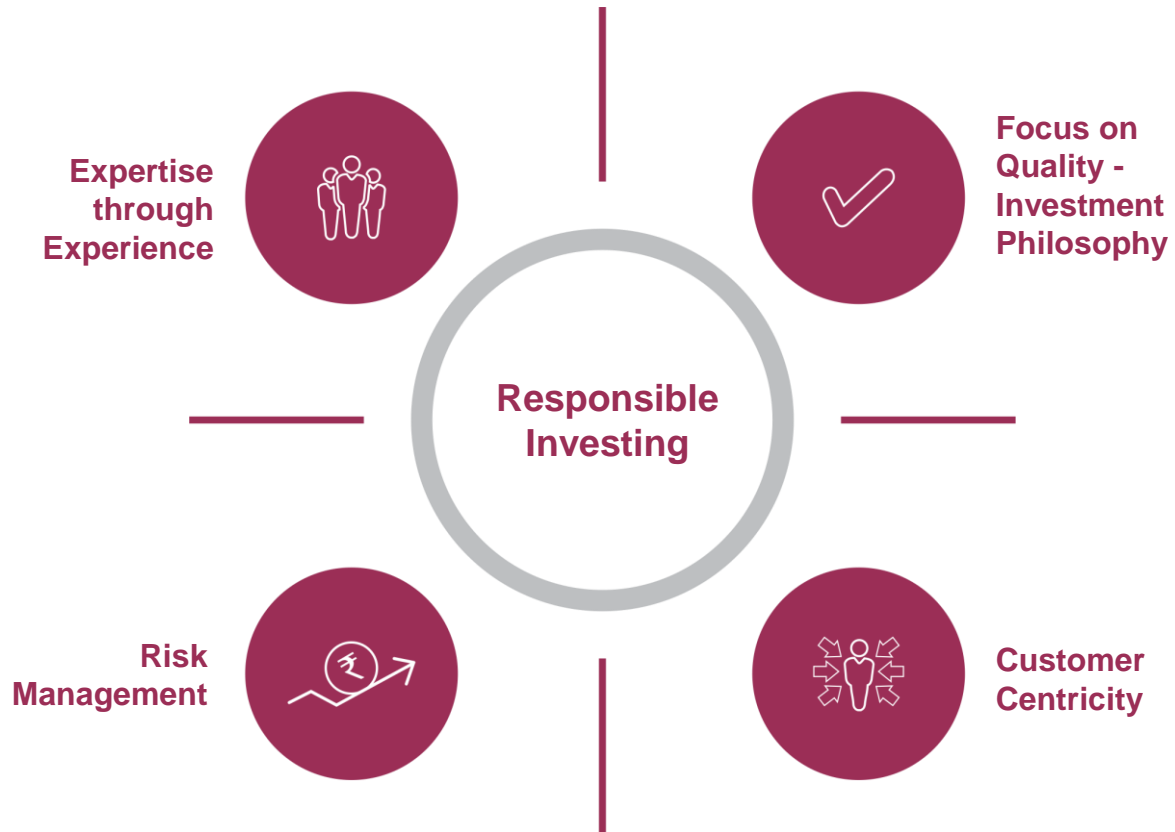 Expertise
through
Experience
Focus on
Quality -
Investment
Philosophy
Responsible
Investing
Risk
Management
₹
Customer
Centricity